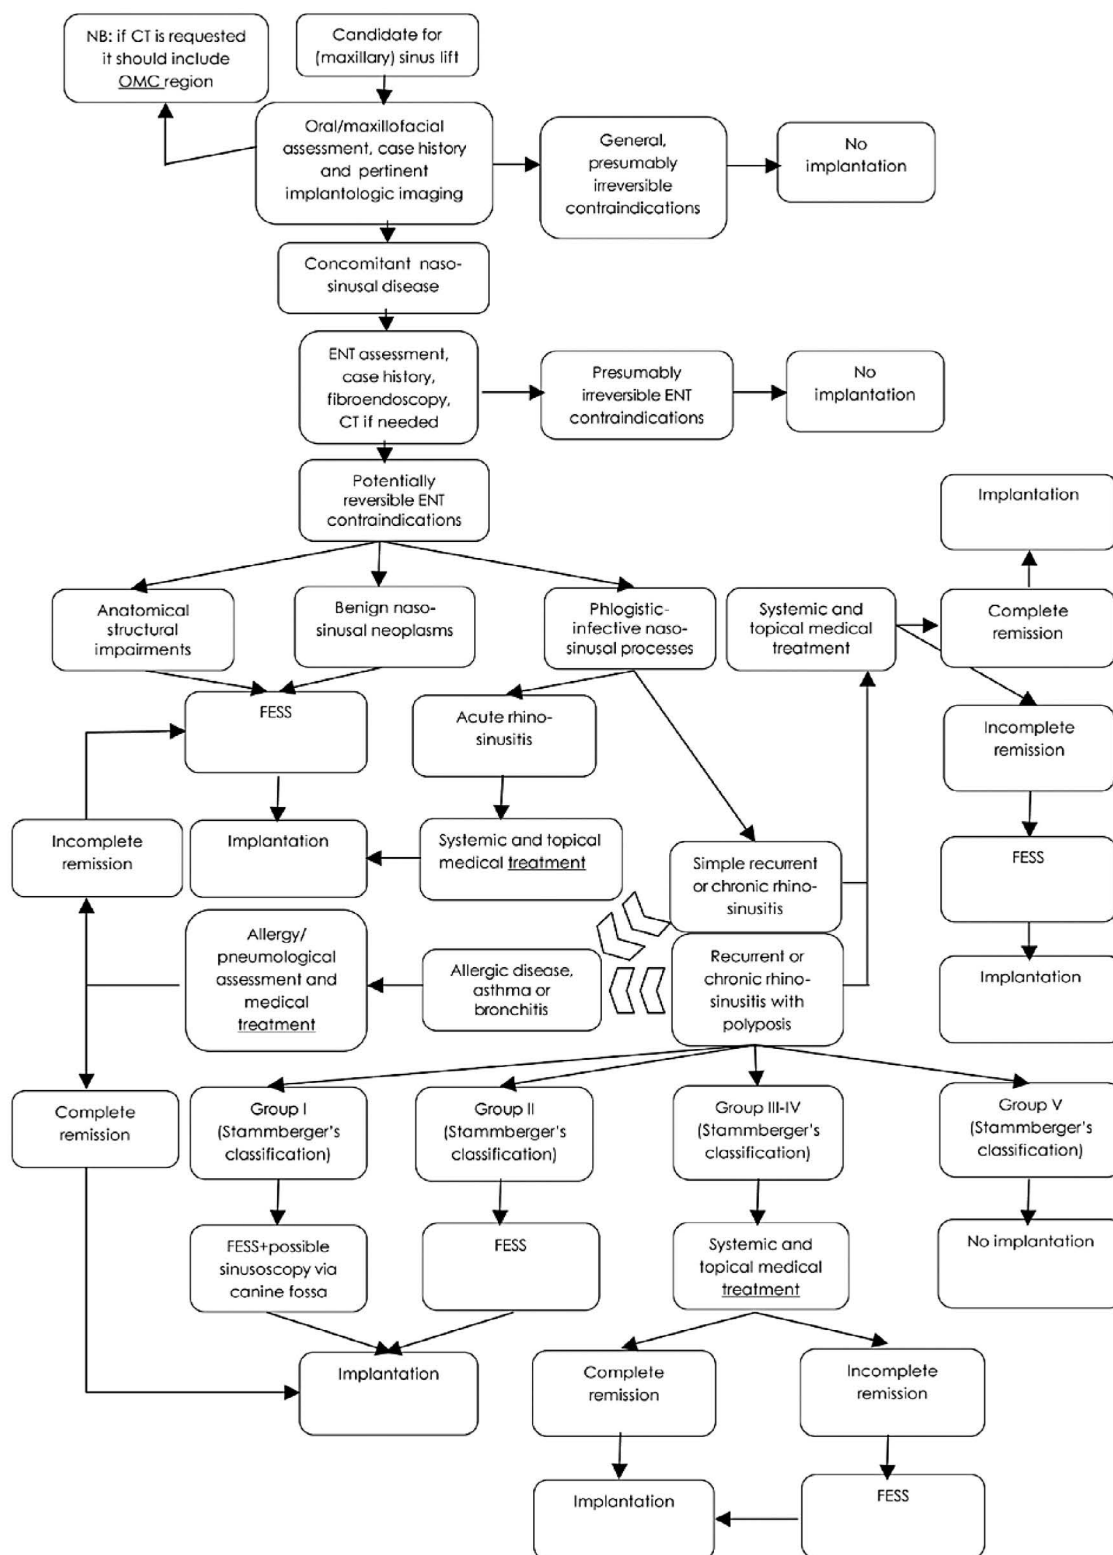 NB: if CT is requested
it should include
OMC region
Candidate for
(maxillary) sinus lift
Oral/maxillofacial
assessment, case history
and pertinent
implantologic imaging
General,
presumably
irreversible
contraindications
No
implantation
Concomitant naso-
sinusal disease
ENT assessment,
case history,
fibroendoscopy,
CT if needed
Presumably
irreversible ENT
contraindications
No
implantation
Potentially
reversible ENT
contraindications
Implantation
Anatomical
structural
impairments
Benign naso-
sinusal neoplasms
Phlogistic-
infective naso-
sinusal processes
Systemic and
topical medical
treatment
Complete
remission
FESS
Acute rhino-
sinusitis
Incomplete
remission
Incomplete
remission
Implantation
Systemic and topical
medical treatment
Simple recurrent
or chronic rhino-
sinusitis
FESS
Allergy/
pneumological
assessment and
medical
treatment
Allergic disease,
asthma or
bronchitis
Recurrent or
chronic rhino-
sinusitis with
polyposis
Implantation
Complete
remission
Group I
(Stammberger's
classification)
Group II
(Stammberger's
classification)
Group III-IV
(Stammberger's
classification)
Group V
(Stammberger's
classification)
FESS+possible
sinusoscopy via
canine fossa
FESS
Systemic and
topical medical
treatment
No implantation
Implantation
Complete
remission
Incomplete
remission
Implantation
FESS